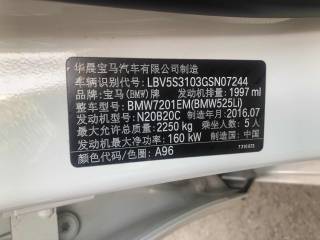 华晨宝马汽车有限公司制造
车辆识别代号: LBV5S3103GSN07244
品牌: 宝马(BMW)牌 发动机排量: 1997 ml
整车型号: BMW7201EM(BMW525Li)
发动机型号: N20B20C 制造年月: 2016.07
最大允许总质量: 2250 kg 乘坐人数: 5 人
发动机最大净功率: 160 kW 制造国: 中国
颜色代码/色: A96